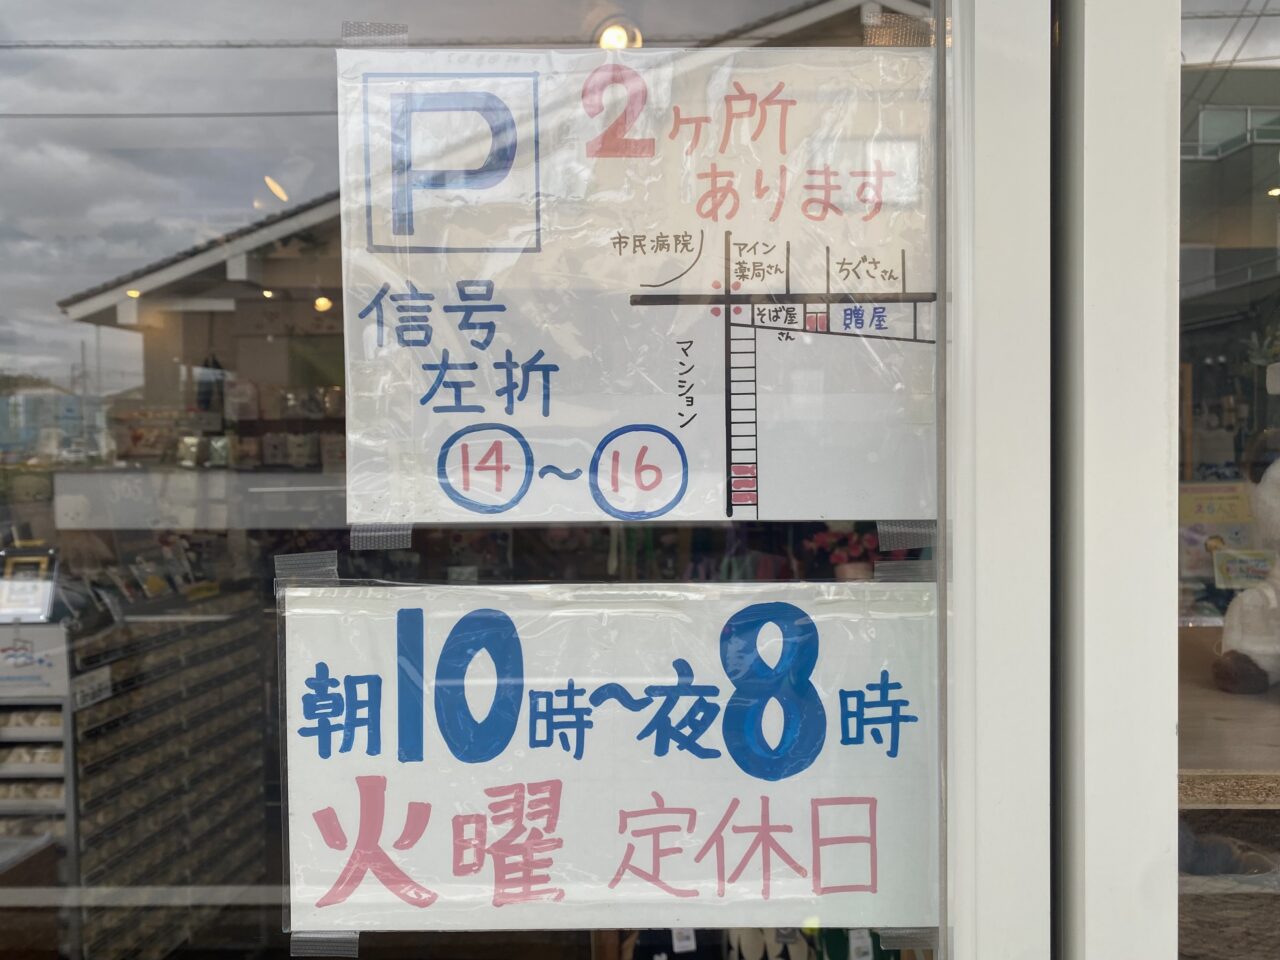 P
2ヶ所
あります
信号
左折
14～16
市民病院
アイン
薬局さん
ちぐささん
そば屋
さん
贈屋
マンション
朝10時～夜8時
火曜 定休日